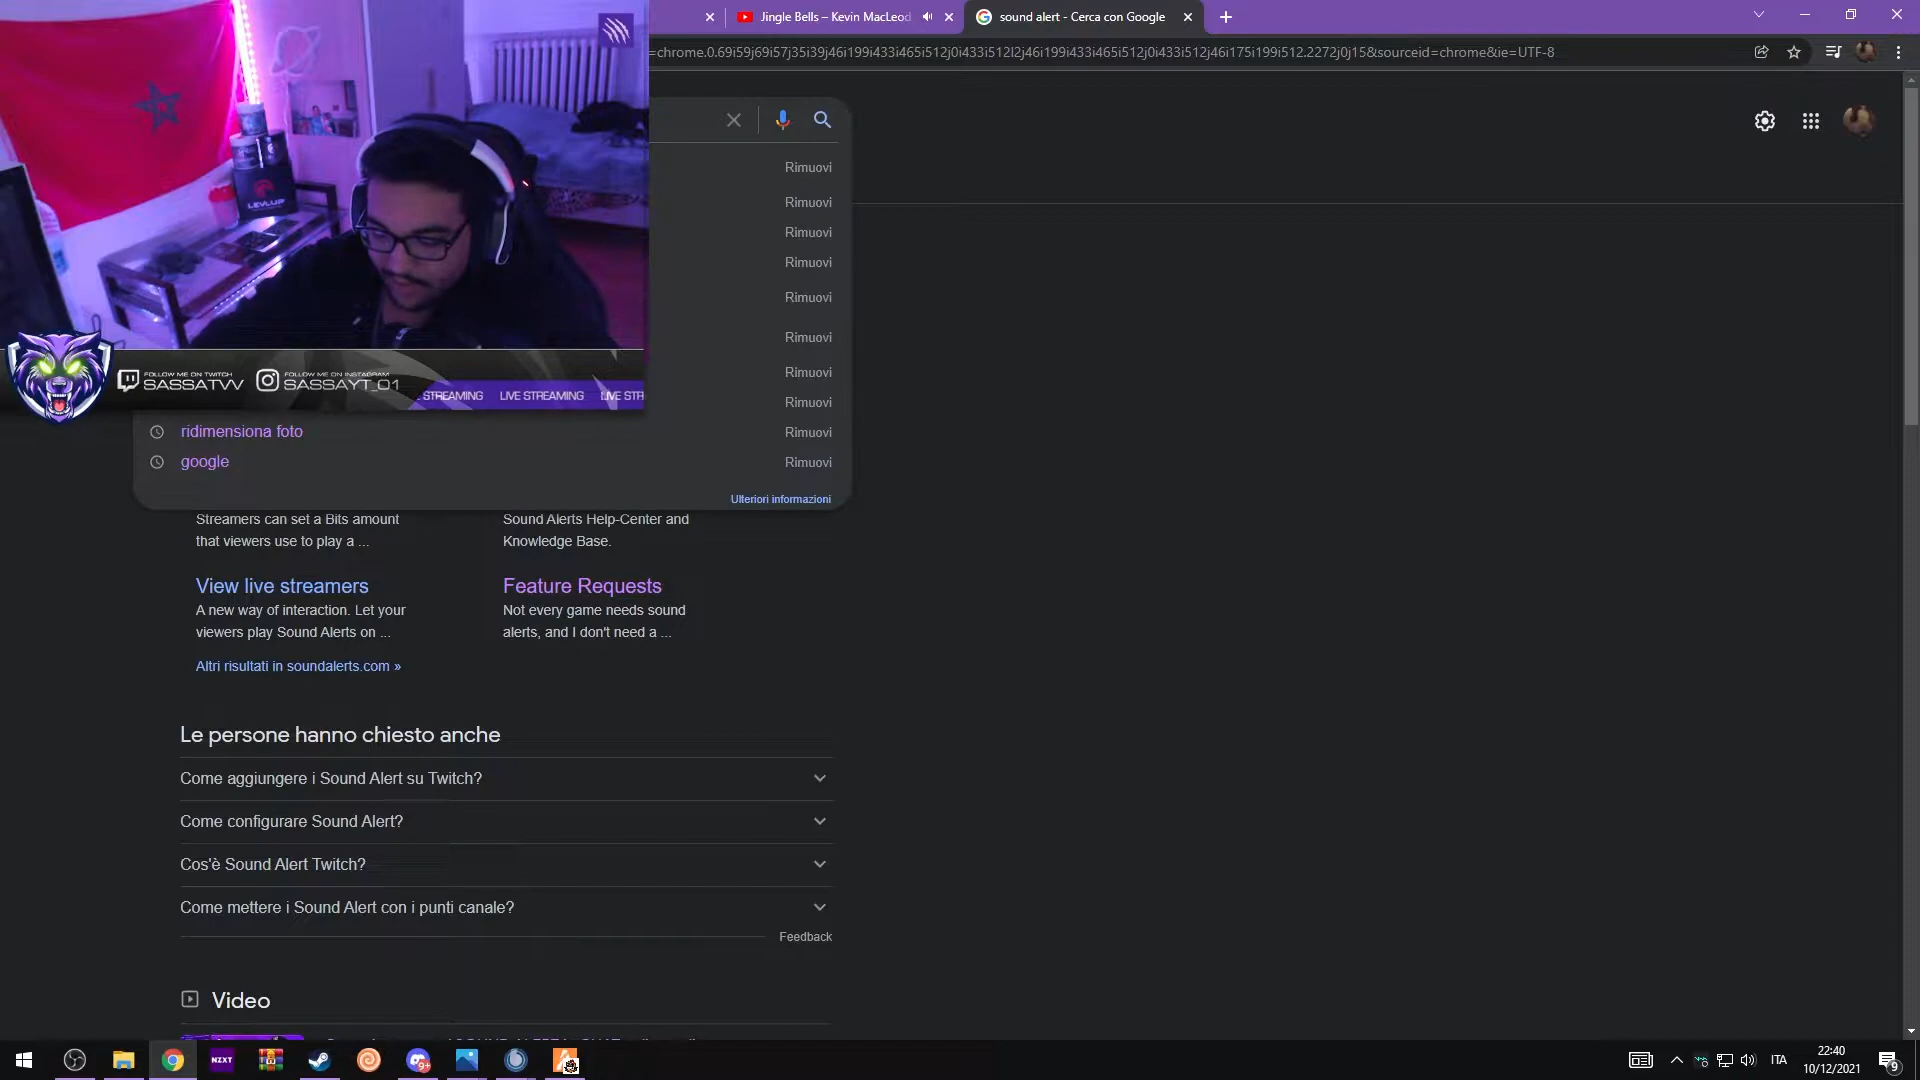 Jingle Bells – Kevin MacLeod
sound alert - Cerca con Google
=chrome.0.69i59j69i57j35i39j46i199i433i465i512j0i433i512l2j46i199i433i465i512j0i433i512j46i175i199i512.2272j0j15&sourceid=chrome&ie=UTF-8
LEVLUP
Rimuovi
Rimuovi
Rimuovi
Rimuovi
Rimuovi
Rimuovi
Rimuovi
Rimuovi
FOLLOW ME ON TWITCH
SASSATVV
FOLLOW ME ON INSTAGRAM
SASSAYT_01
STREAMING LIVE STREAMING LIVE STR
ridimensiona foto Rimuovi
google Rimuovi
Ulteriori informazioni
Streamers can set a Bits amount
that viewers use to play a ...
Sound Alerts Help-Center and
Knowledge Base.
View live streamers
A new way of interaction. Let your
viewers play Sound Alerts on ...
Feature Requests
Not every game needs sound
alerts, and I don't need a ...
Altri risultati in soundalerts.com »
Le persone hanno chiesto anche
Come aggiungere i Sound Alert su Twitch?
Come configurare Sound Alert?
Cos'è Sound Alert Twitch?
Come mettere i Sound Alert con i punti canale?
Feedback
Video
NZXT
9+
ITA
22:40
10/12/2021
9